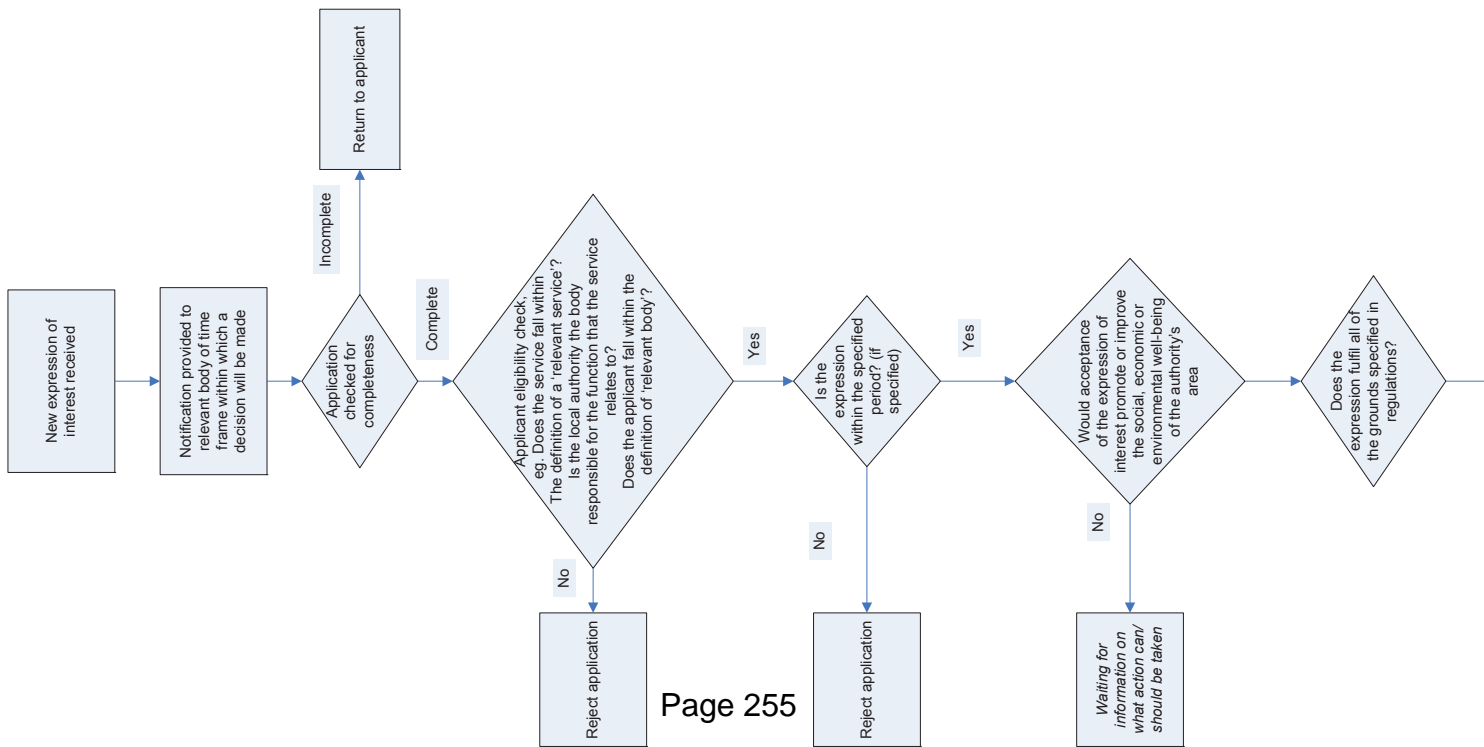 New expression of
interest received
Notification provided to
relevant body of time
frame within which a
decision will be made
Application
checked for
completeness
Incomplete
Return to applicant
Complete
Applicant eligibility check,
eg. Does the service fall within
The definition of a 'relevant service'?
Is the local authority the body
responsible for the function that the service
relates to?
Does the applicant fall within the
definition of 'relevant body'?
No
Reject application
Yes
Is the
expression
within the specified
period? (if
specified)
No
Reject application
Yes
Would acceptance
of the expression of
interest promote or improve
the social, economic or
environmental well-being
of the authority's
area
No
Waiting for
information on
what action can/
should be taken
Does the
expression fulfil all of
the grounds specified in
regulations?
Page 255